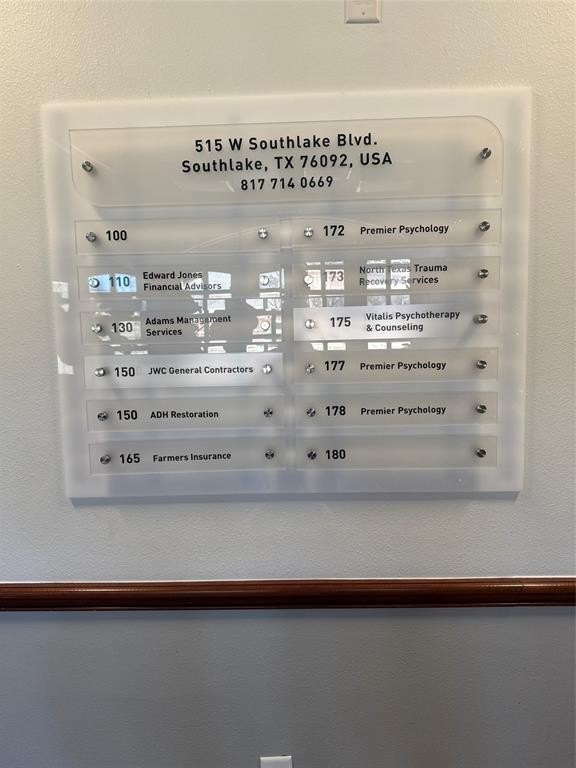 515 W Southlake Blvd.
Southlake, TX 76092, USA
817 714 0669
100
110 Edward Jones
Financial Advisors
130 Adams Management
Services
150 JWC General Contractors
150 ADH Restoration
165 Farmers Insurance
172 Premier Psychology
173 North Texas Trauma
Recovery Services
175 Vitalis Psychotherapy
& Counseling
177 Premier Psychology
178 Premier Psychology
180